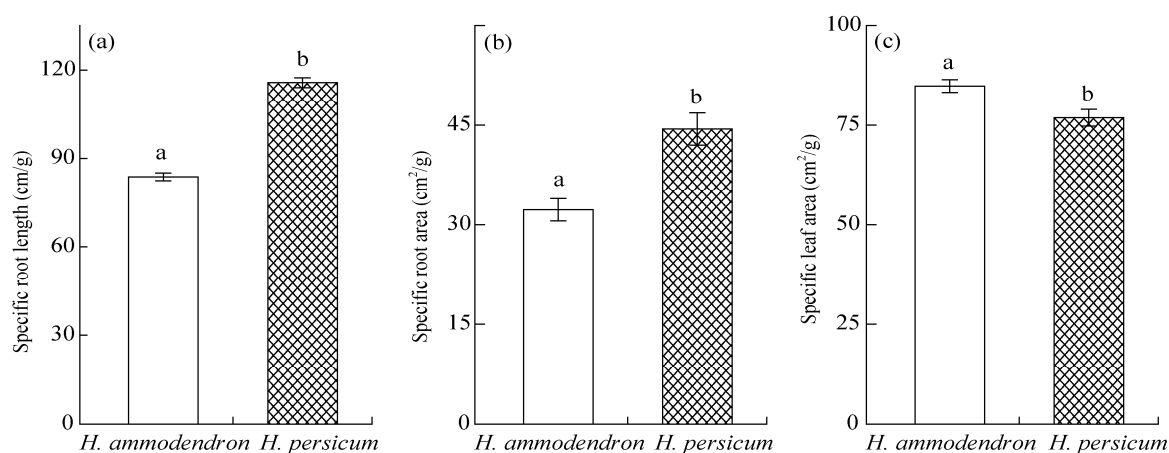 (a)
Specific root length (cm/g)
120
90
60
30
0
a
b
H. ammodendron H. persicum
(b)
Specific root area (cm²/g)
45
30
15
0
a
b
H. ammodendron H. persicum
(c)
Specific leaf area (cm²/g)
100
75
50
25
0
a
b
H. ammodendron H. persicum